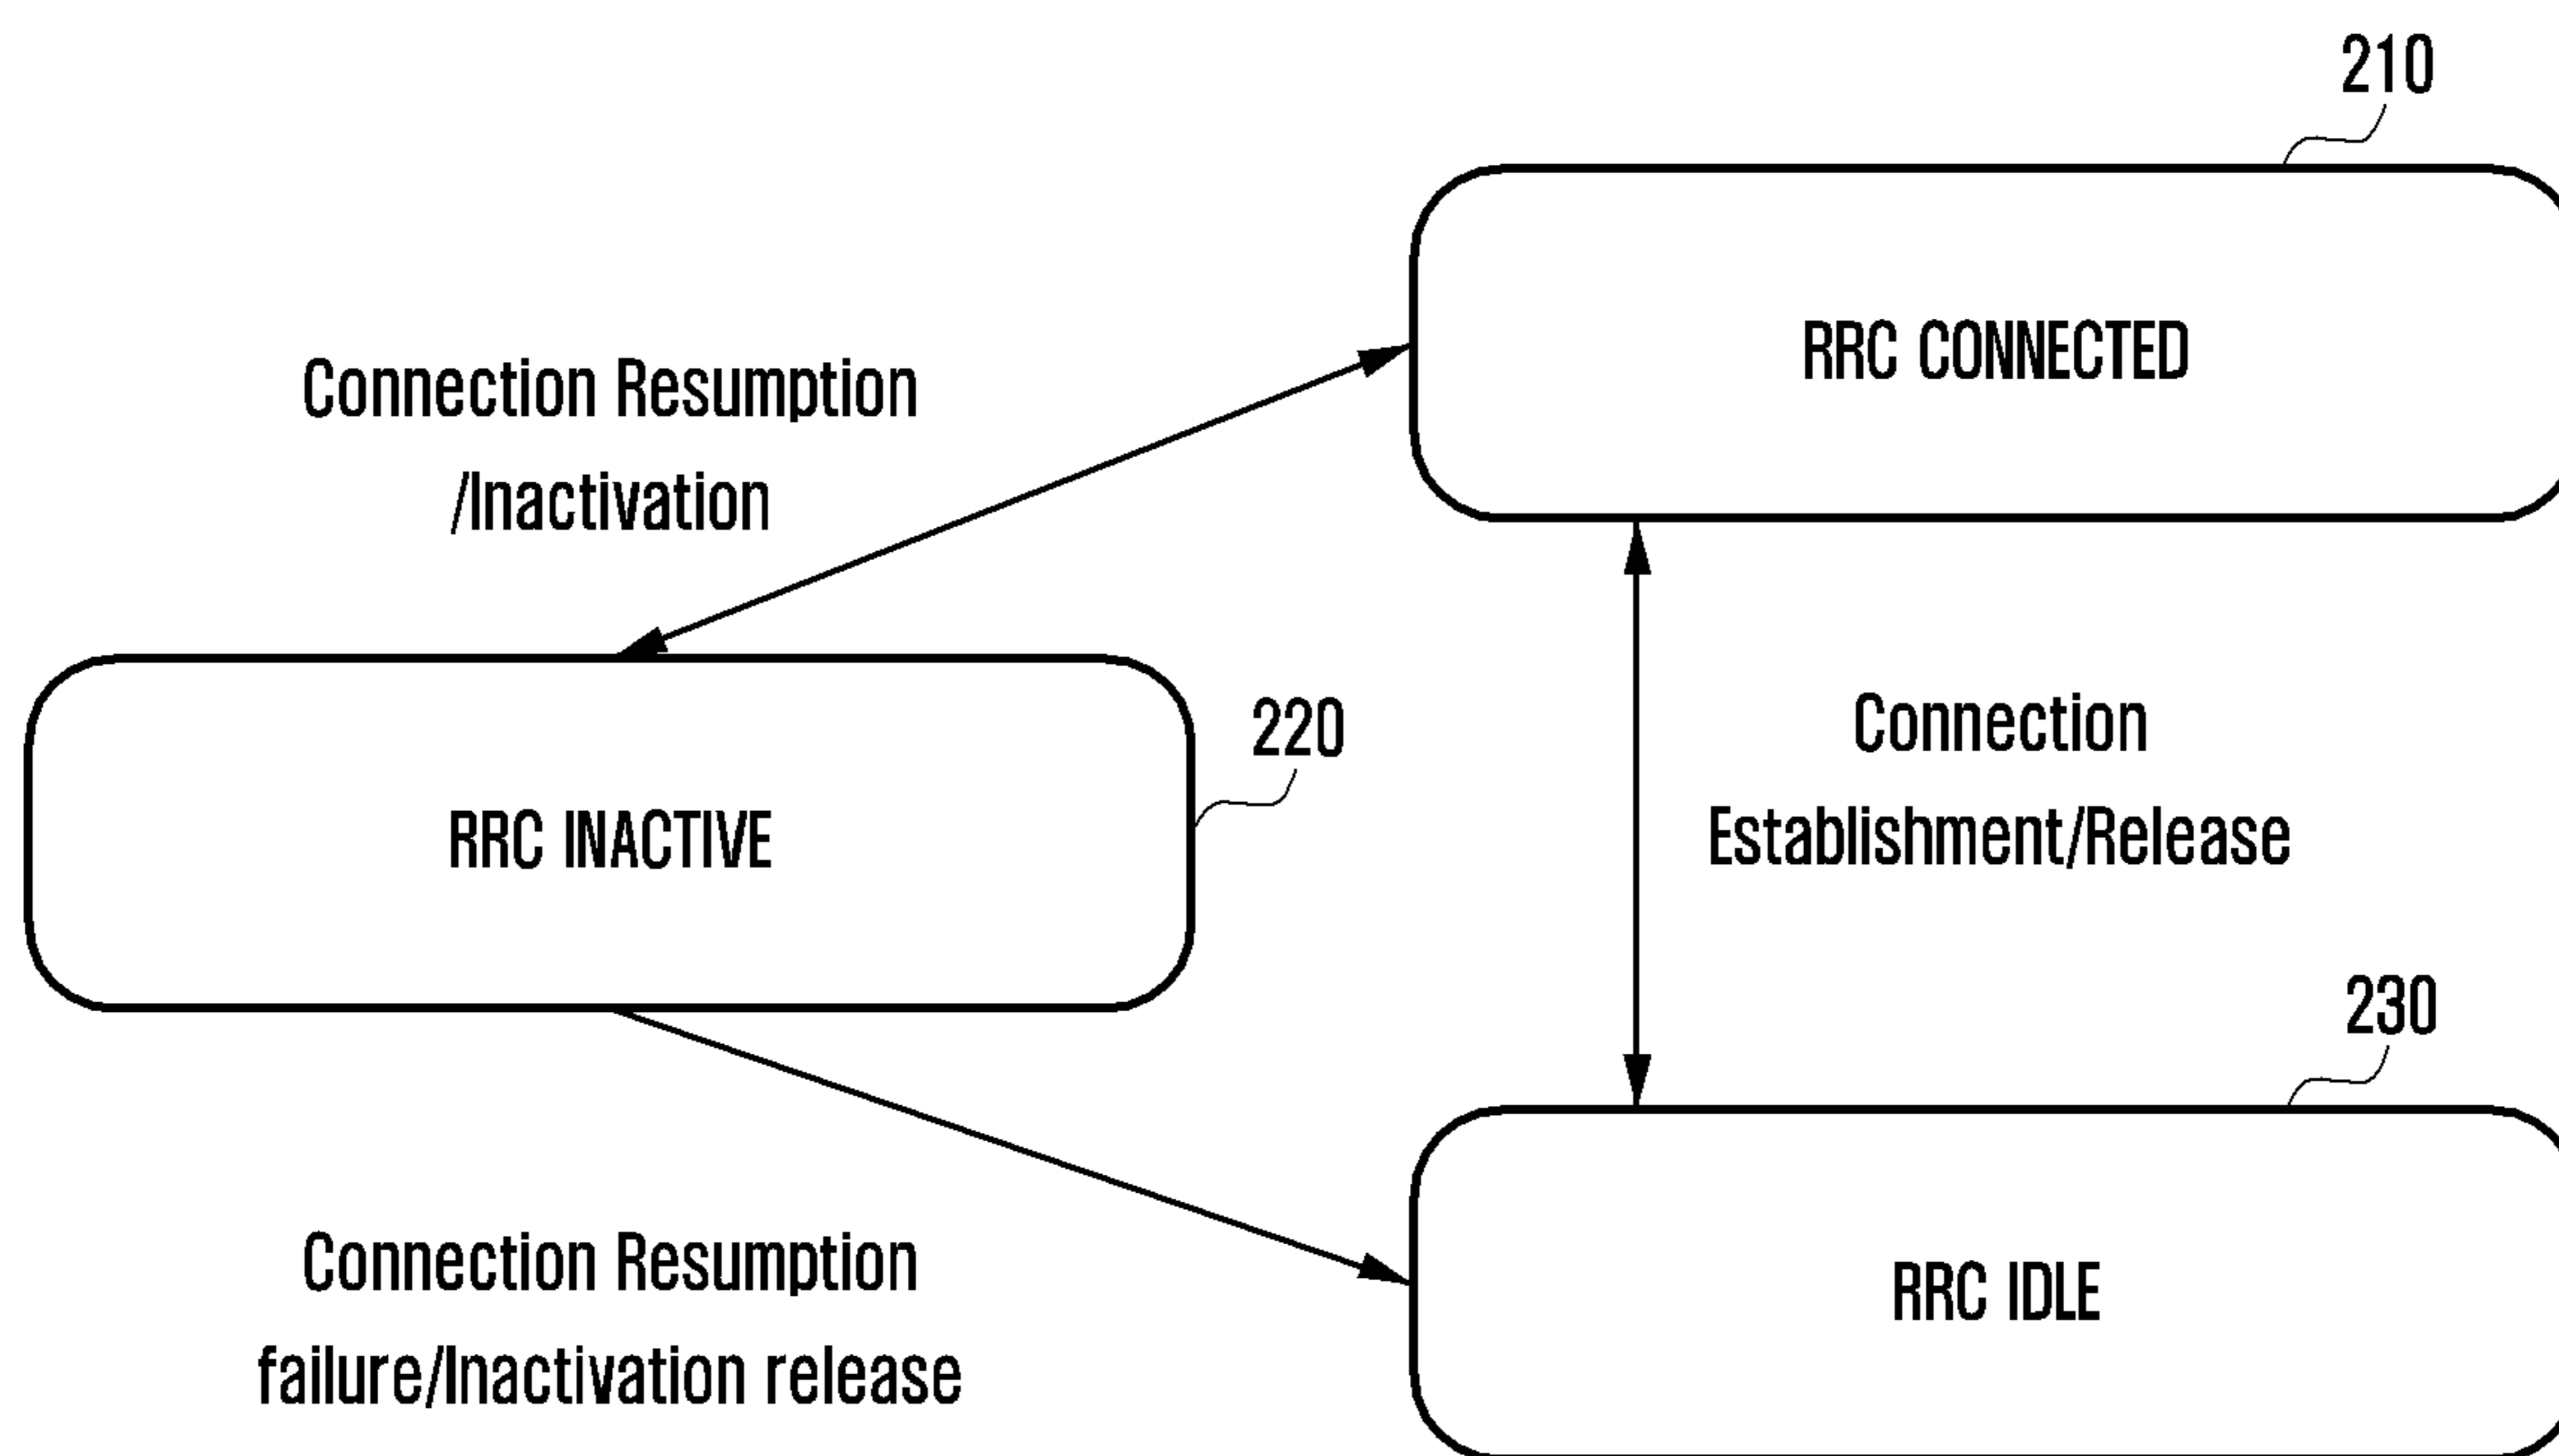 210
RRC CONNECTED
Connection Resumption
/Inactivation
220
RRC INACTIVE
Connection
Establishment/Release
230
RRC IDLE
Connection Resumption
failure/Inactivation release